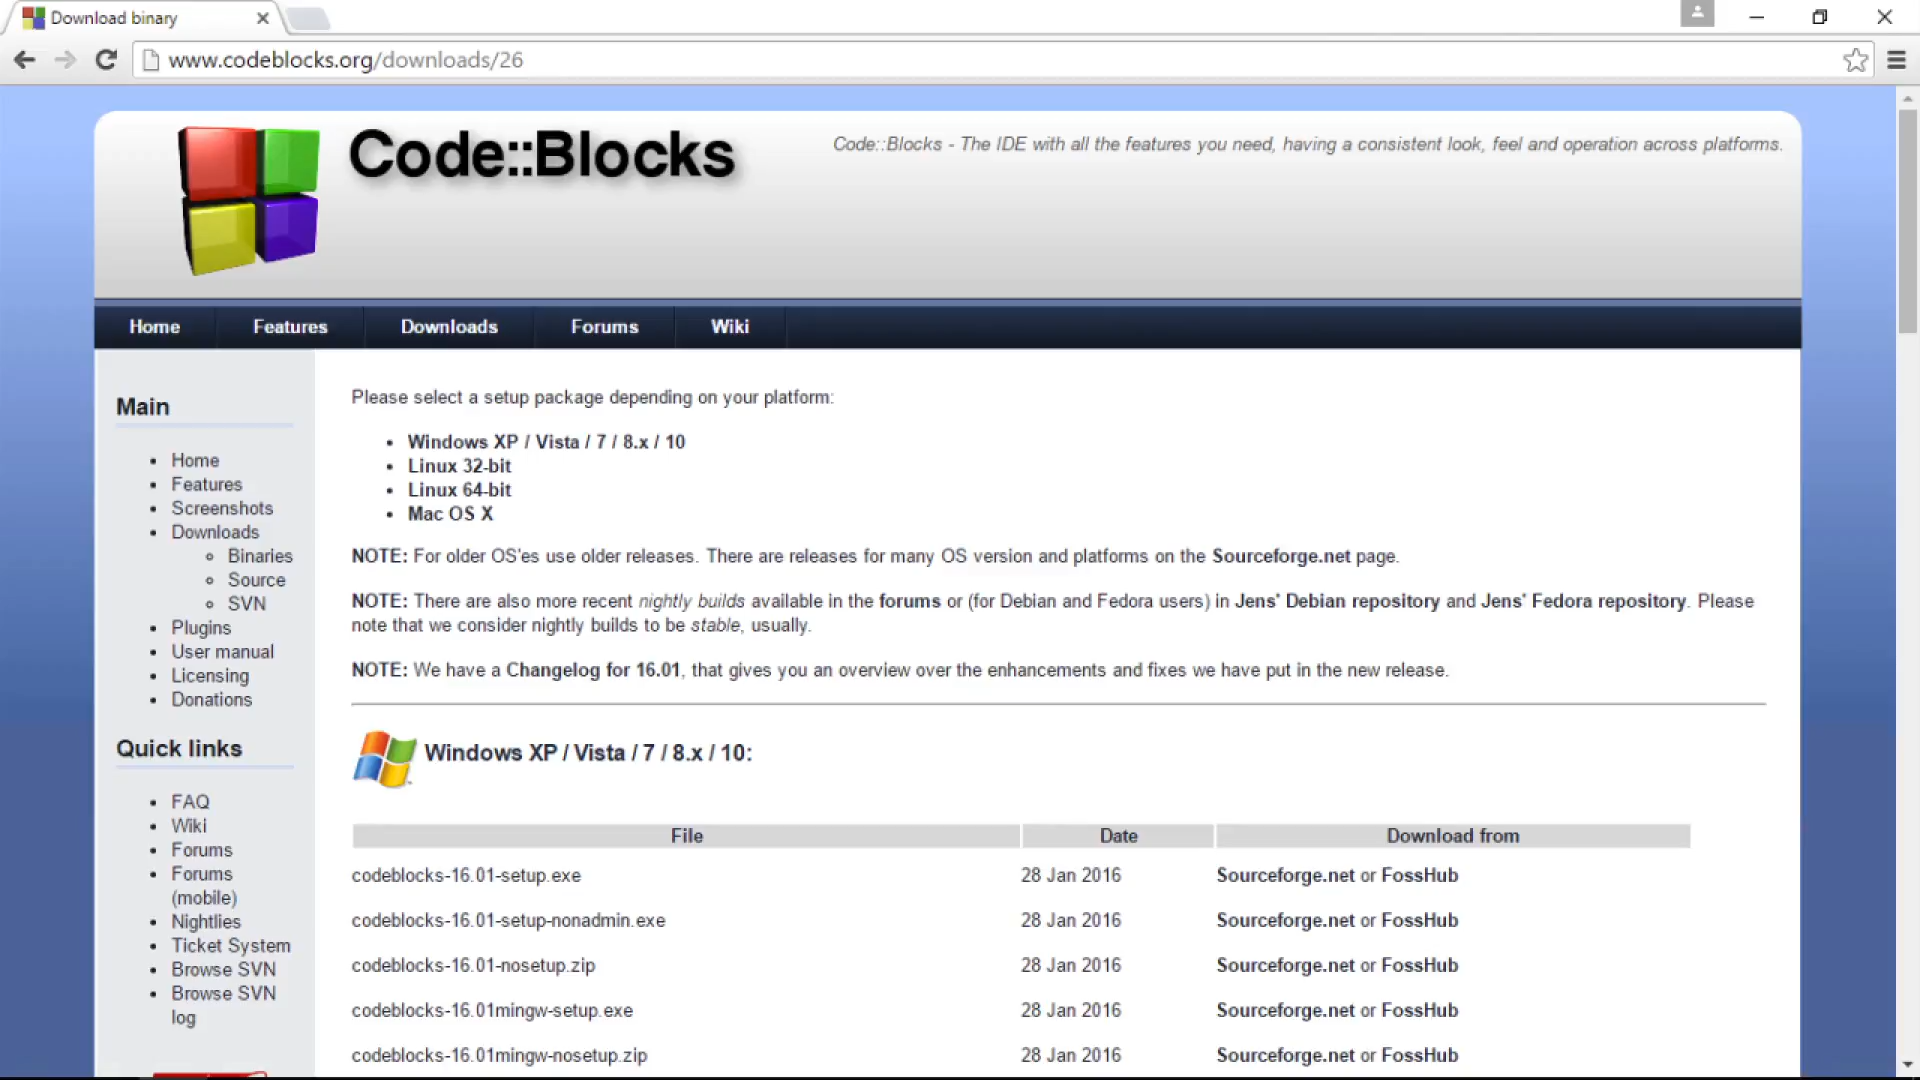 Download binary
www.codeblocks.org/downloads/26
Code::Blocks
Code::Blocks - The IDE with all the features you need, having a consistent look, feel and operation across platforms.
Home Features Downloads Forums Wiki
Main
Home
Features
Screenshots
Downloads
Binaries
Source
SVN
Plugins
User manual
Licensing
Donations
Quick links
FAQ
Wiki
Forums
Forums
(mobile)
Nightlies
Ticket System
Browse SVN
Browse SVN
log
Please select a setup package depending on your platform:
Windows XP / Vista / 7 / 8.x / 10
Linux 32-bit
Linux 64-bit
Mac OS X
NOTE: For older OS'es use older releases. There are releases for many OS version and platforms on the Sourceforge.net page.
NOTE: There are also more recent nightly builds available in the forums or (for Debian and Fedora users) in Jens' Debian repository and Jens' Fedora repository. Please
note that we consider nightly builds to be stable, usually.
NOTE: We have a Changelog for 16.01, that gives you an overview over the enhancements and fixes we have put in the new release.
Windows XP / Vista / 7 / 8.x / 10:
File Date Download from
codeblocks-16.01-setup.exe 28 Jan 2016 Sourceforge.net or FossHub
codeblocks-16.01-setup-nonadmin.exe 28 Jan 2016 Sourceforge.net or FossHub
codeblocks-16.01-nosetup.zip 28 Jan 2016 Sourceforge.net or FossHub
codeblocks-16.01mingw-setup.exe 28 Jan 2016 Sourceforge.net or FossHub
codeblocks-16.01mingw-nosetup.zip 28 Jan 2016 Sourceforge.net or FossHub